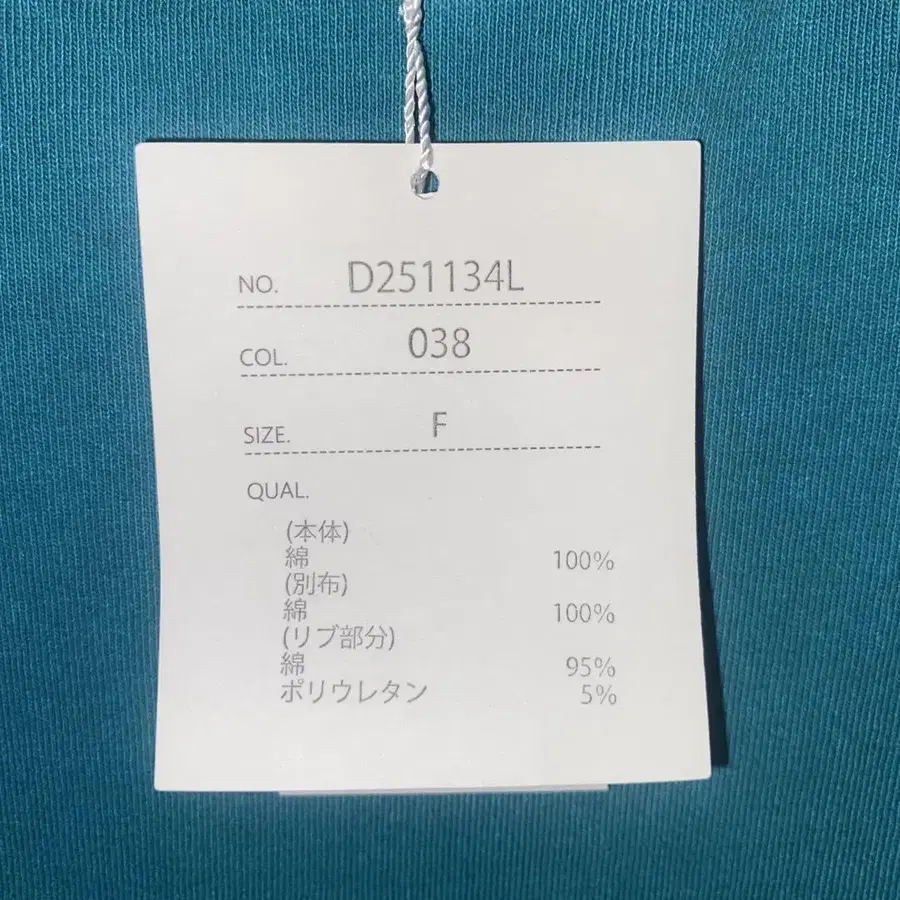 NO. D251134L
COL. 038
SIZE. F
QUAL.
(本体)
綿 100%
(別布)
綿 100%
(リブ部分)
綿 95%
ポリウレタン 5%